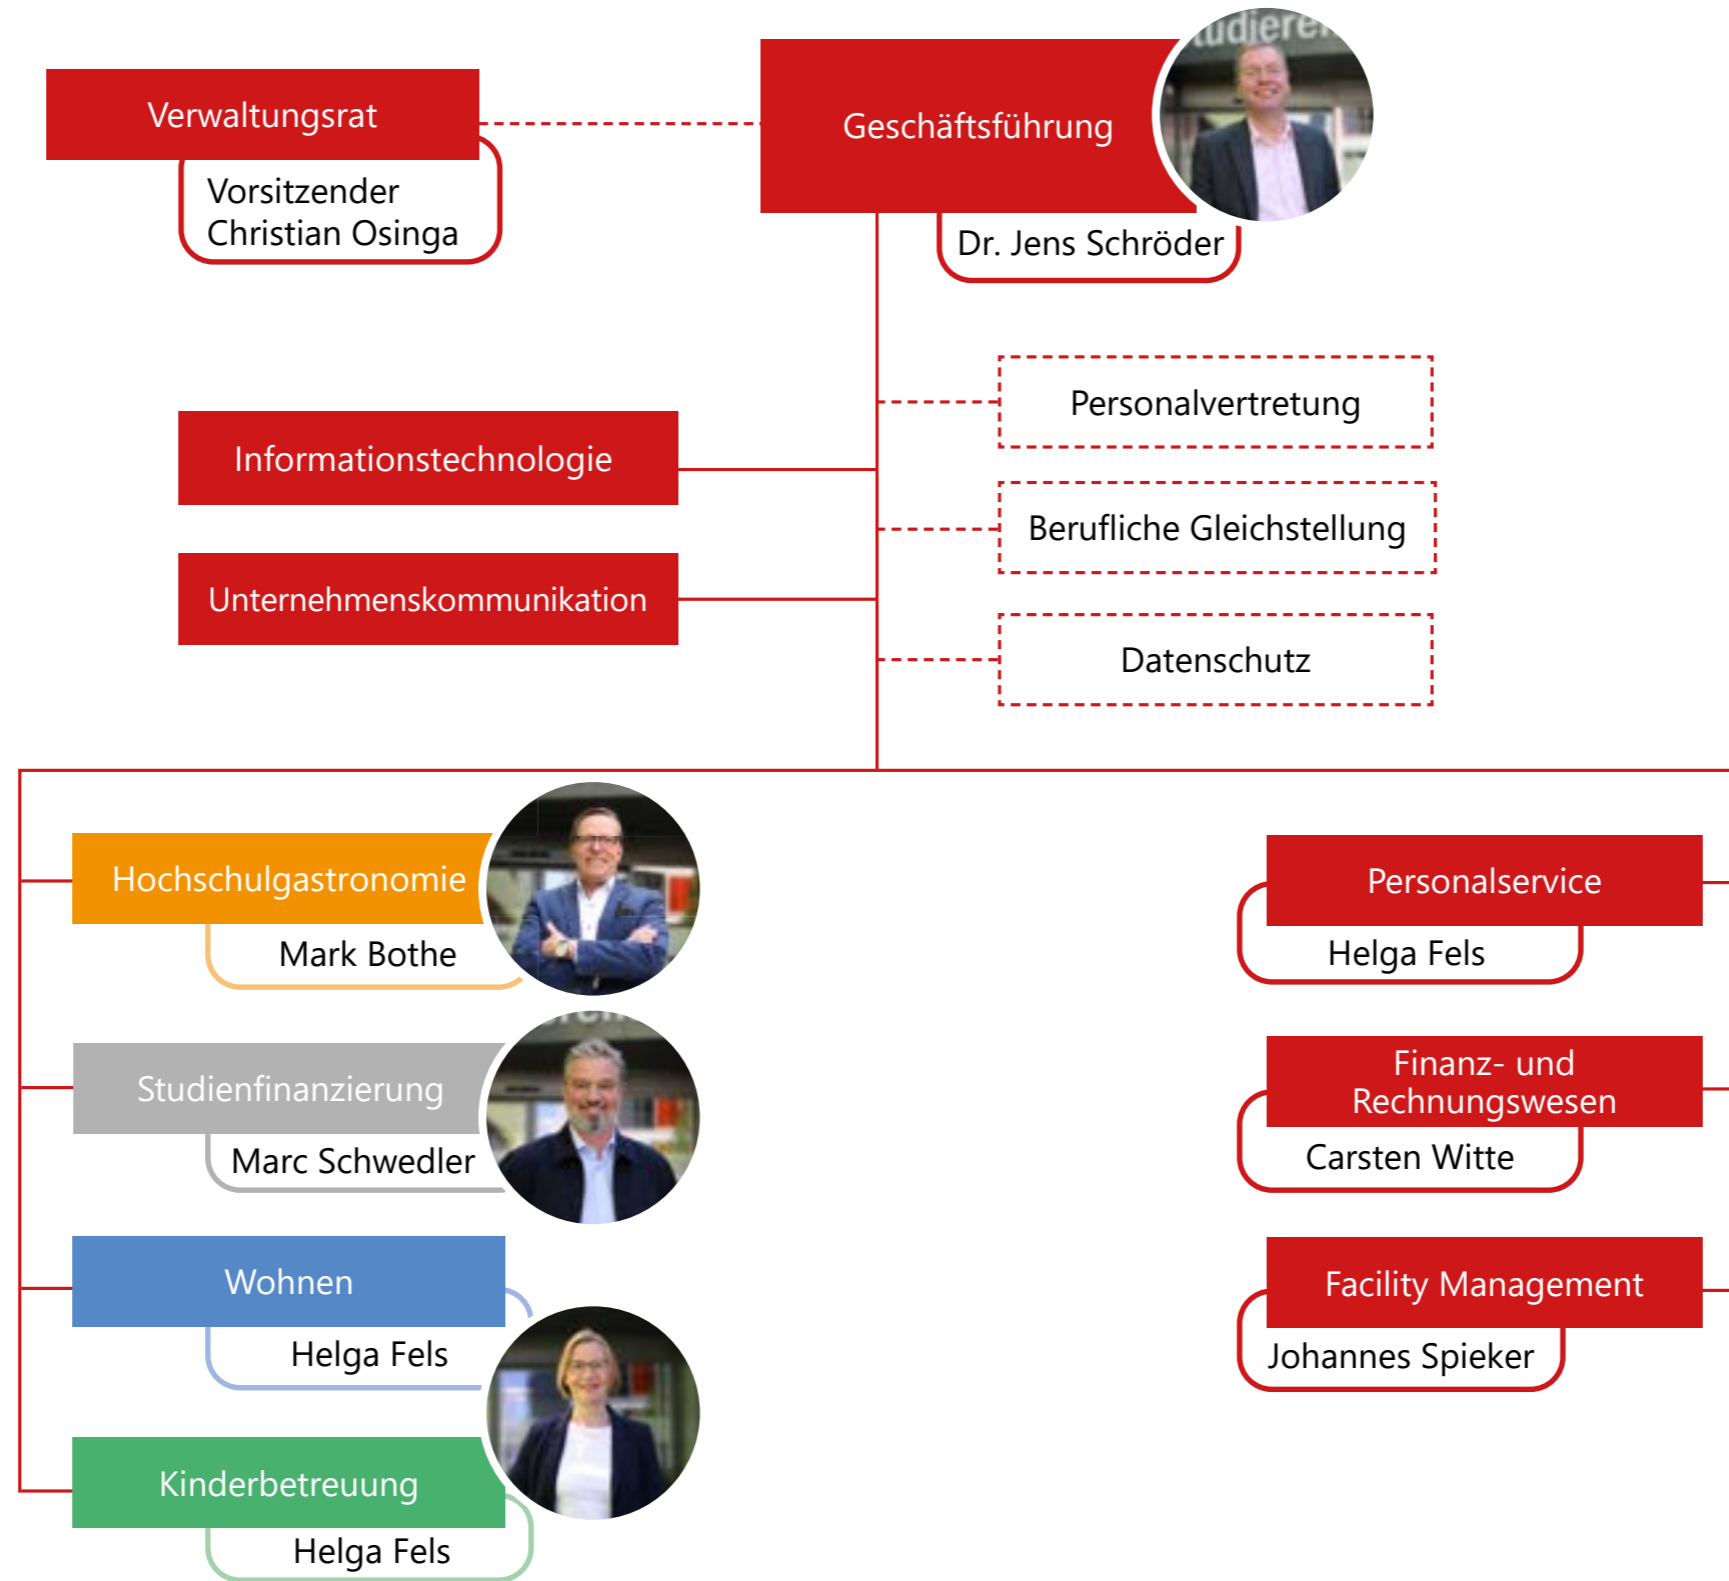 Verwaltungsrat
Vorsitzender
Christian Osinga
Geschäftsführung
Dr. Jens Schröder
Personalvertretung
Informationstechnologie
Berufliche Gleichstellung
Unternehmenskommunikation
Datenschutz
Hochschulgastronomie
Mark Bothe
Studienfinanzierung
Marc Schwedler
Wohnen
Helga Fels
Kinderbetreuung
Helga Fels
Personalservice
Helga Fels
Finanz- und
Rechnungswesen
Carsten Witte
Facility Management
Johannes Spieker